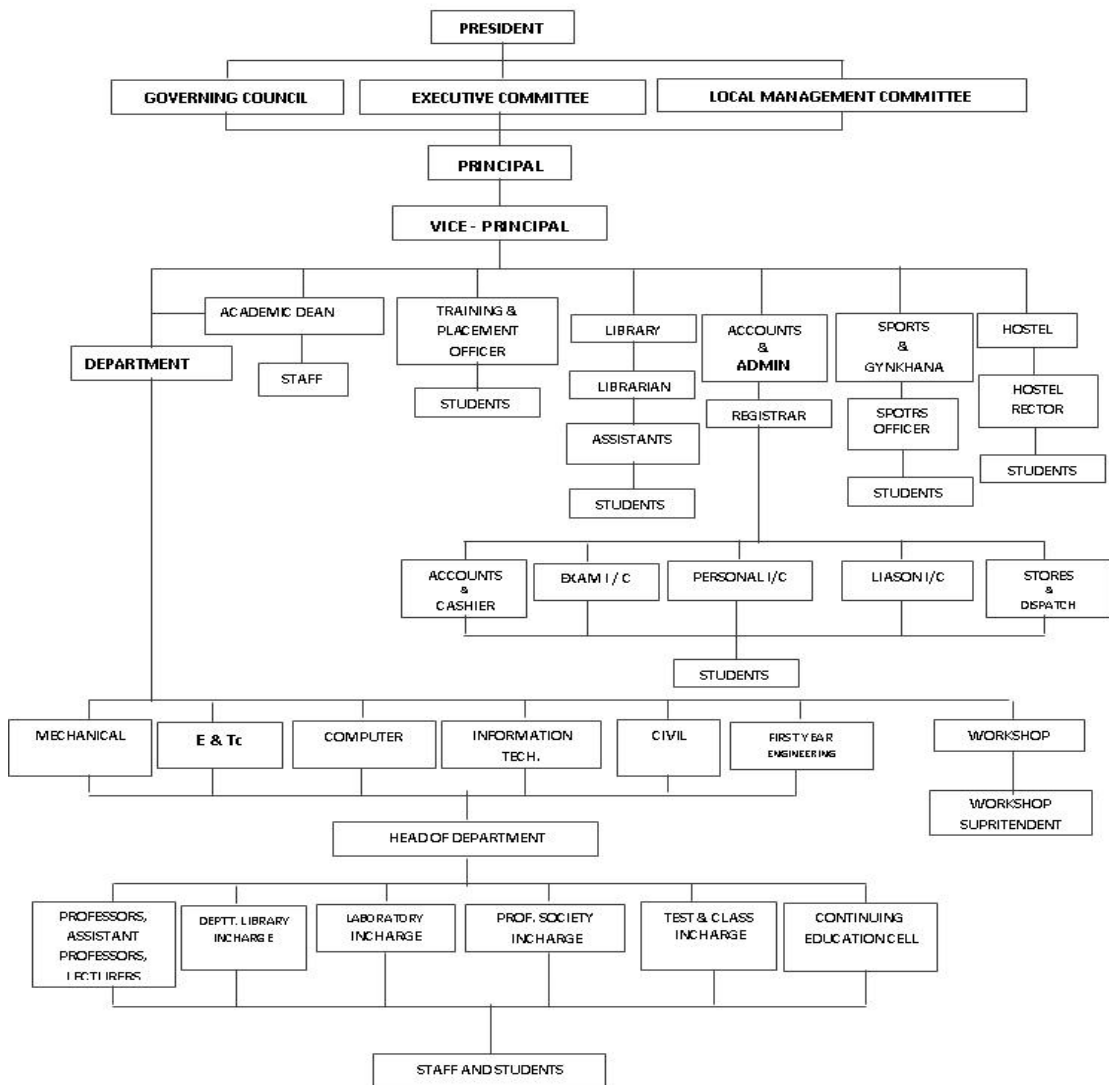 PRESIDENT
GOVERNING COUNCIL
EXECUTIVE COMMITTEE
LOCAL MANAGEMENT COMMITTEE
PRINCIPAL
VICE - PRINCIPAL
DEPARTMENT
ACADEMIC DEAN
STAFF
TRAINING &
PLACEMENT
OFFICER
STUDENTS
LIBRARY
LIBRARIAN
ASSISTANTS
STUDENTS
ACCOUNTS
&
ADMIN
REGISTRAR
SPORTS
&
GYNKHANA
SPOTRS
OFFICER
STUDENTS
HOSTEL
HOSTEL
RECTOR
STUDENTS
ACCOUNTS
&
CASHIER
EXAM I / C
PERSONAL I/C
LIASON I/C
STORES
&
DISPATCH
STUDENTS
MECHANICAL
E & Tc
COMPUTER
INFORMATION
TECH.
CIVIL
FIRST YEAR
ENGINEERING
WORKSHOP
WORKSHOP
SUPRITENDENT
HEAD OF DEPARTMENT
PROFESSORS,
ASSISTANT
PROFESSORS,
LECTURERS
DEPTT. LIBRARY
INCHARGE
LABORATORY
INCHARGE
PROF. SOCIETY
INCHARGE
TEST & CLASS
INCHARGE
CONTINUING
EDUCATION CELL
STAFF AND STUDENTS